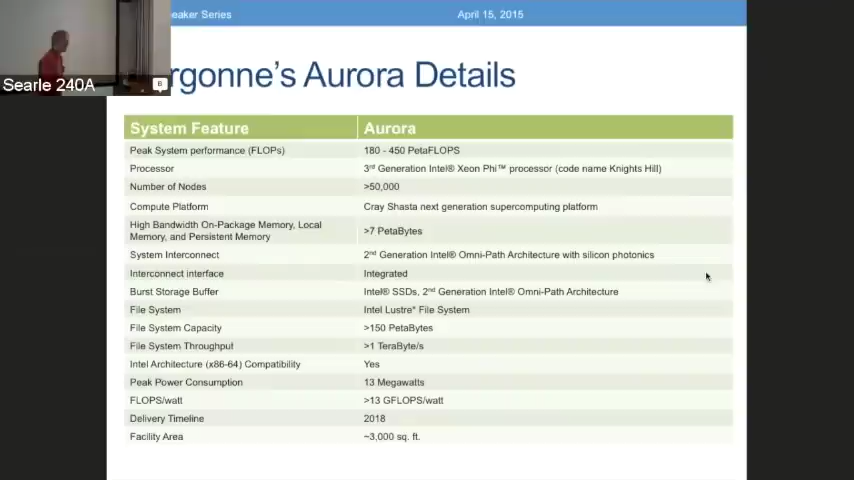 eaker Series
April 15, 2015
Searle 240A
rgonne's Aurora Details
System Feature Aurora
Peak System performance (FLOPs) 180 - 450 PetaFLOPS
Processor 3rd Generation Intel® Xeon Phi™ processor (code name Knights Hill)
Number of Nodes >50,000
Compute Platform Cray Shasta next generation supercomputing platform
High Bandwidth On-Package Memory, Local
Memory, and Persistent Memory >7 PetaBytes
System Interconnect 2nd Generation Intel® Omni-Path Architecture with silicon photonics
Interconnect interface Integrated
Burst Storage Buffer Intel® SSDs, 2nd Generation Intel® Omni-Path Architecture
File System Intel Lustre* File System
File System Capacity >150 PetaBytes
File System Throughput >1 TeraByte/s
Intel Architecture (x86-64) Compatibility Yes
Peak Power Consumption 13 Megawatts
FLOPS/watt >13 GFLOPS/watt
Delivery Timeline 2018
Facility Area ~3,000 sq. ft.